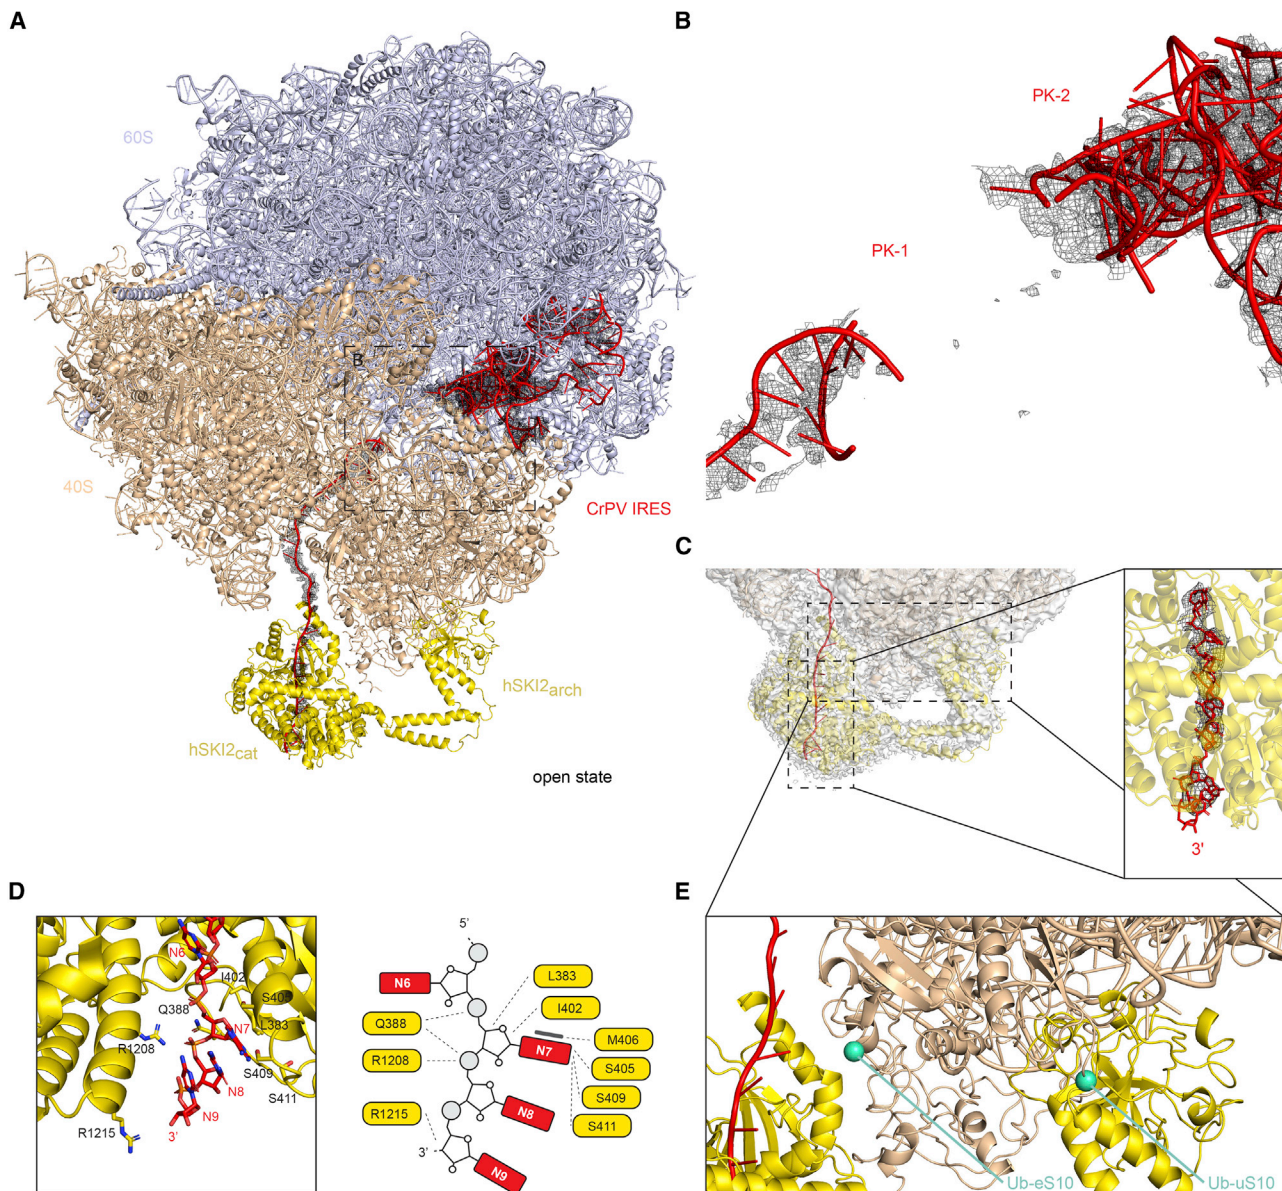 A
60S
B
40S
CrPV IRES
hSKI2arch
hSKI2cat
open state
B
PK-2
PK-1
C
3'
D
N6
I402
S405
Q388
L383
N7
R1208
S409
N8
S411
N9
R1215
3'
5'
N6
L383
Q388
I402
M406
N7
R1208
S405
S409
R1215
N8
S411
3'
N9
E
Ub-eS10
Ub-uS10